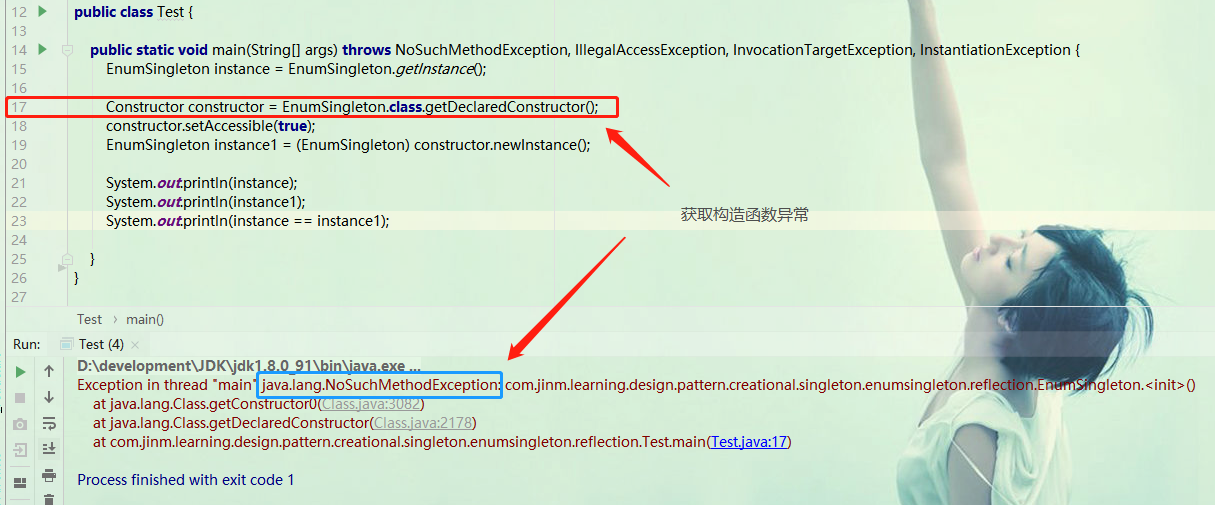 12 public class Test {
13
14 public static void main(String[] args) throws NoSuchMethodException, IllegalAccessException, InvocationTargetException, InstantiationException {
15 EnumSingleton instance = EnumSingleton.getInstance();
16
17 Constructor constructor = EnumSingleton.class.getDeclaredConstructor();
18 constructor.setAccessible(true);
19 EnumSingleton instance1 = (EnumSingleton) constructor.newInstance();
20
21 System.out.println(instance);
22 System.out.println(instance1);
获取构造函数异常
23 System.out.println(instance == instance1);
24
25 }
26 }
27
Test › main()
Run: Test (4) ×
D:\development\JDK\jdk1.8.0_91\bin\java.exe ...
Exception in thread "main" java.lang.NoSuchMethodException: com.jinm.learning.design.pattern.creational.singleton.enumsingleton.reflection.EnumSingleton.<init>()
at java.lang.Class.getConstructor0(Class.java:3082)
at java.lang.Class.getDeclaredConstructor(Class.java:2178)
at com.jinm.learning.design.pattern.creational.singleton.enumsingleton.reflection.Test.main(Test.java:17)
Process finished with exit code 1